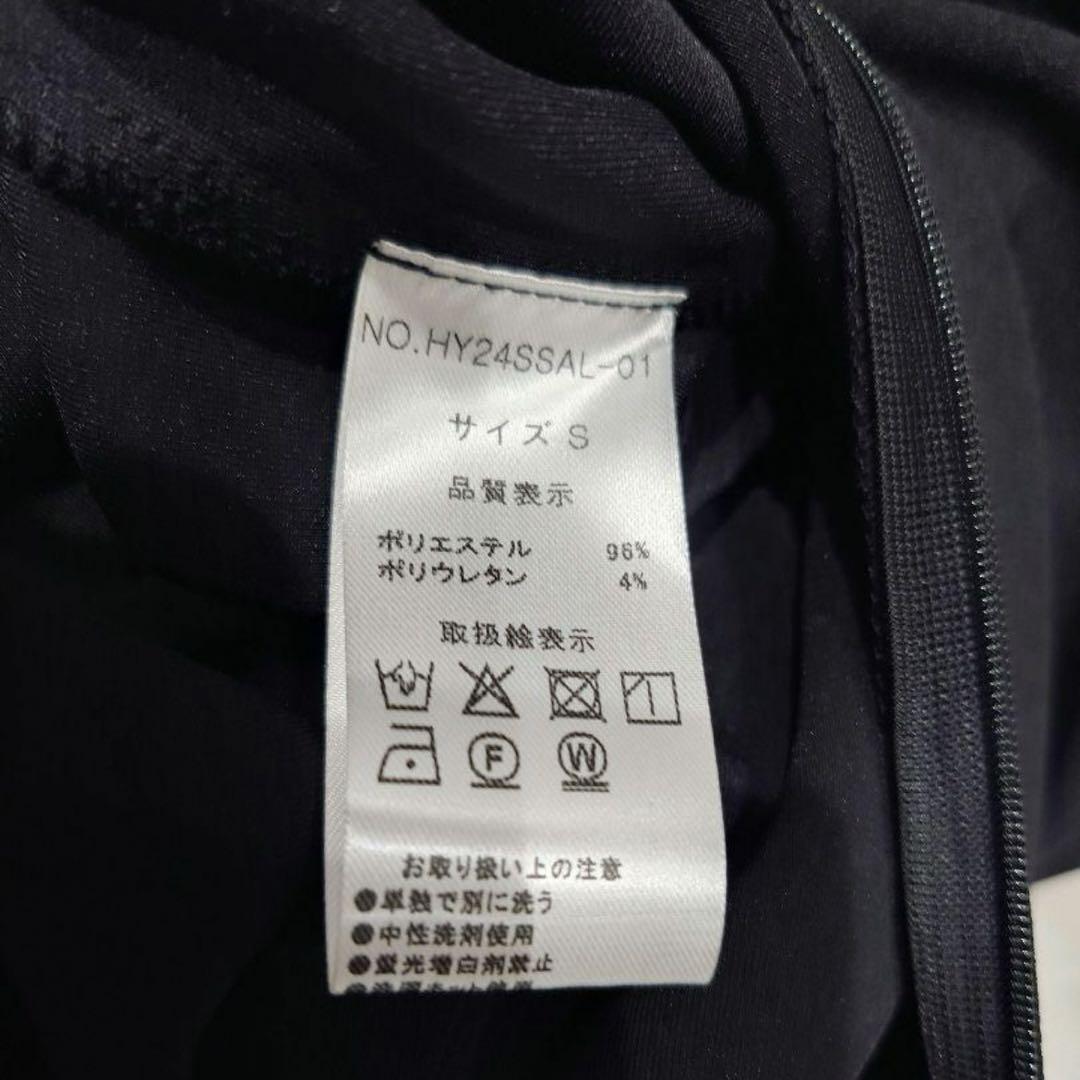 NO.HY24SSAL-01
サイズ S
品質表示
ポリエステル 96%
ポリウレタン 4%
取扱絵表示
F W
お取り扱い上の注意
●単独で別に洗う
●中性洗剤使用
●蛍光増白剤禁止